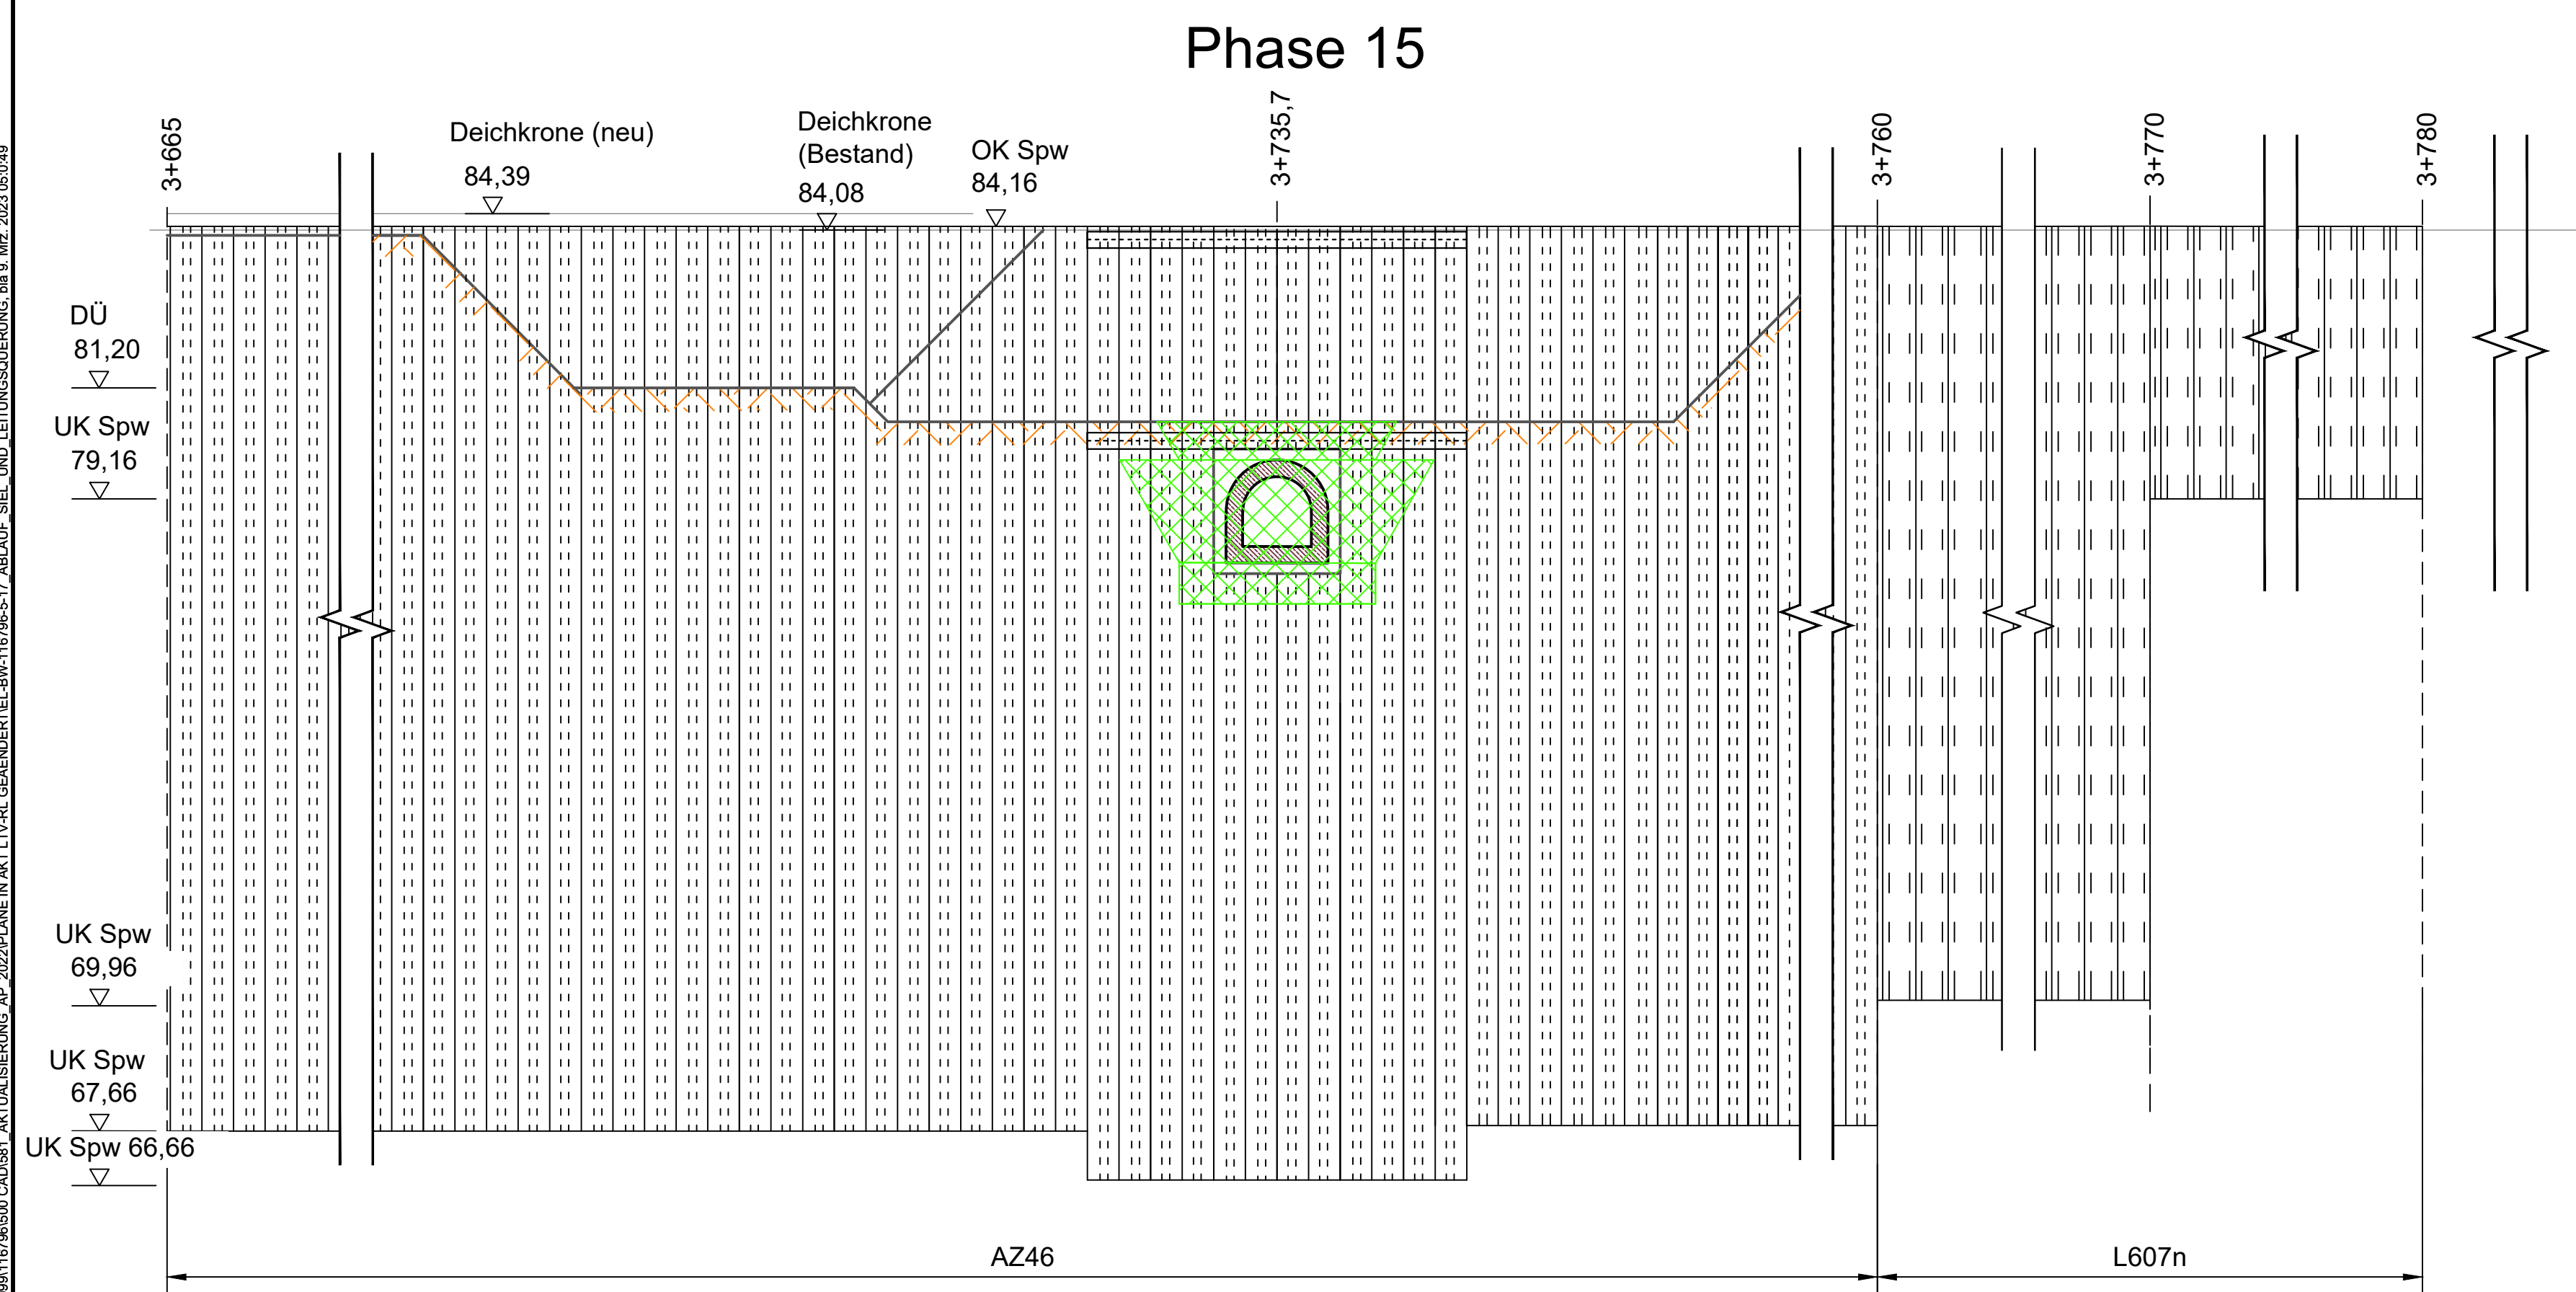 Phase 15
3+665
Deichkrone (neu)
84,39
Deichkrone
(Bestand)
84,08
OK Spw
84,16
3+735,7
3+760
3+770
3+780
DÜ
81,20
UK Spw
79,16
UK Spw
69,96
UK Spw
67,66
UK Spw 66,66
AZ46
L607n